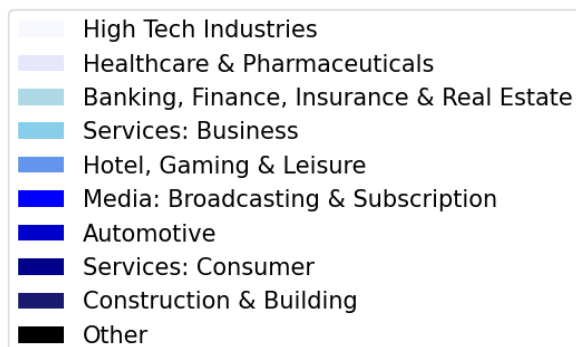 High Tech Industries
Healthcare & Pharmaceuticals
Banking, Finance, Insurance & Real Estate
Services: Business
Hotel, Gaming & Leisure
Media: Broadcasting & Subscription
Automotive
Services: Consumer
Construction & Building
Other